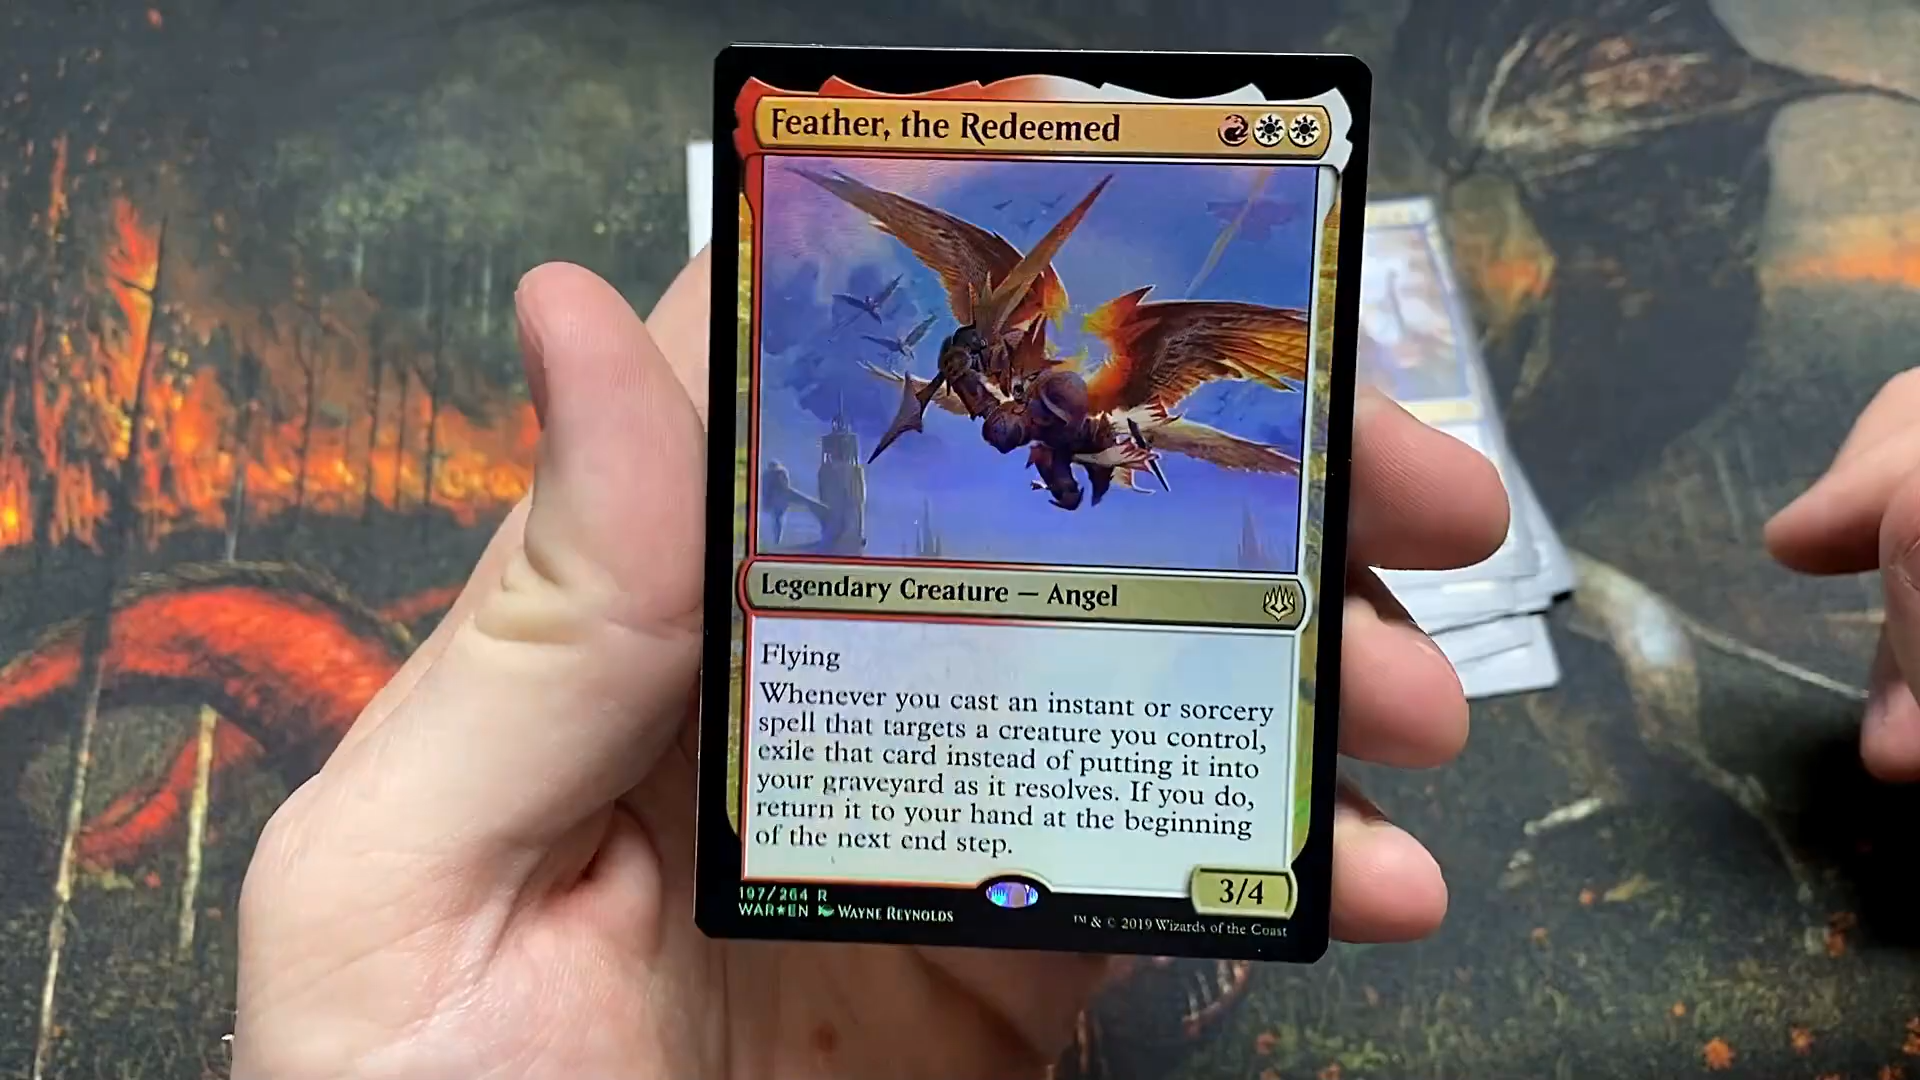 Feather, the Redeemed
Legendary Creature — Angel
Flying
Whenever you cast an instant or sorcery
spell that targets a creature you control,
exile that card instead of putting it into
your graveyard as it resolves. If you do,
return it to your hand at the beginning
of the next end step.
3/4
197/264 R
WAR★EN Wayne Reynolds
™ & © 2019 Wizards of the Coast